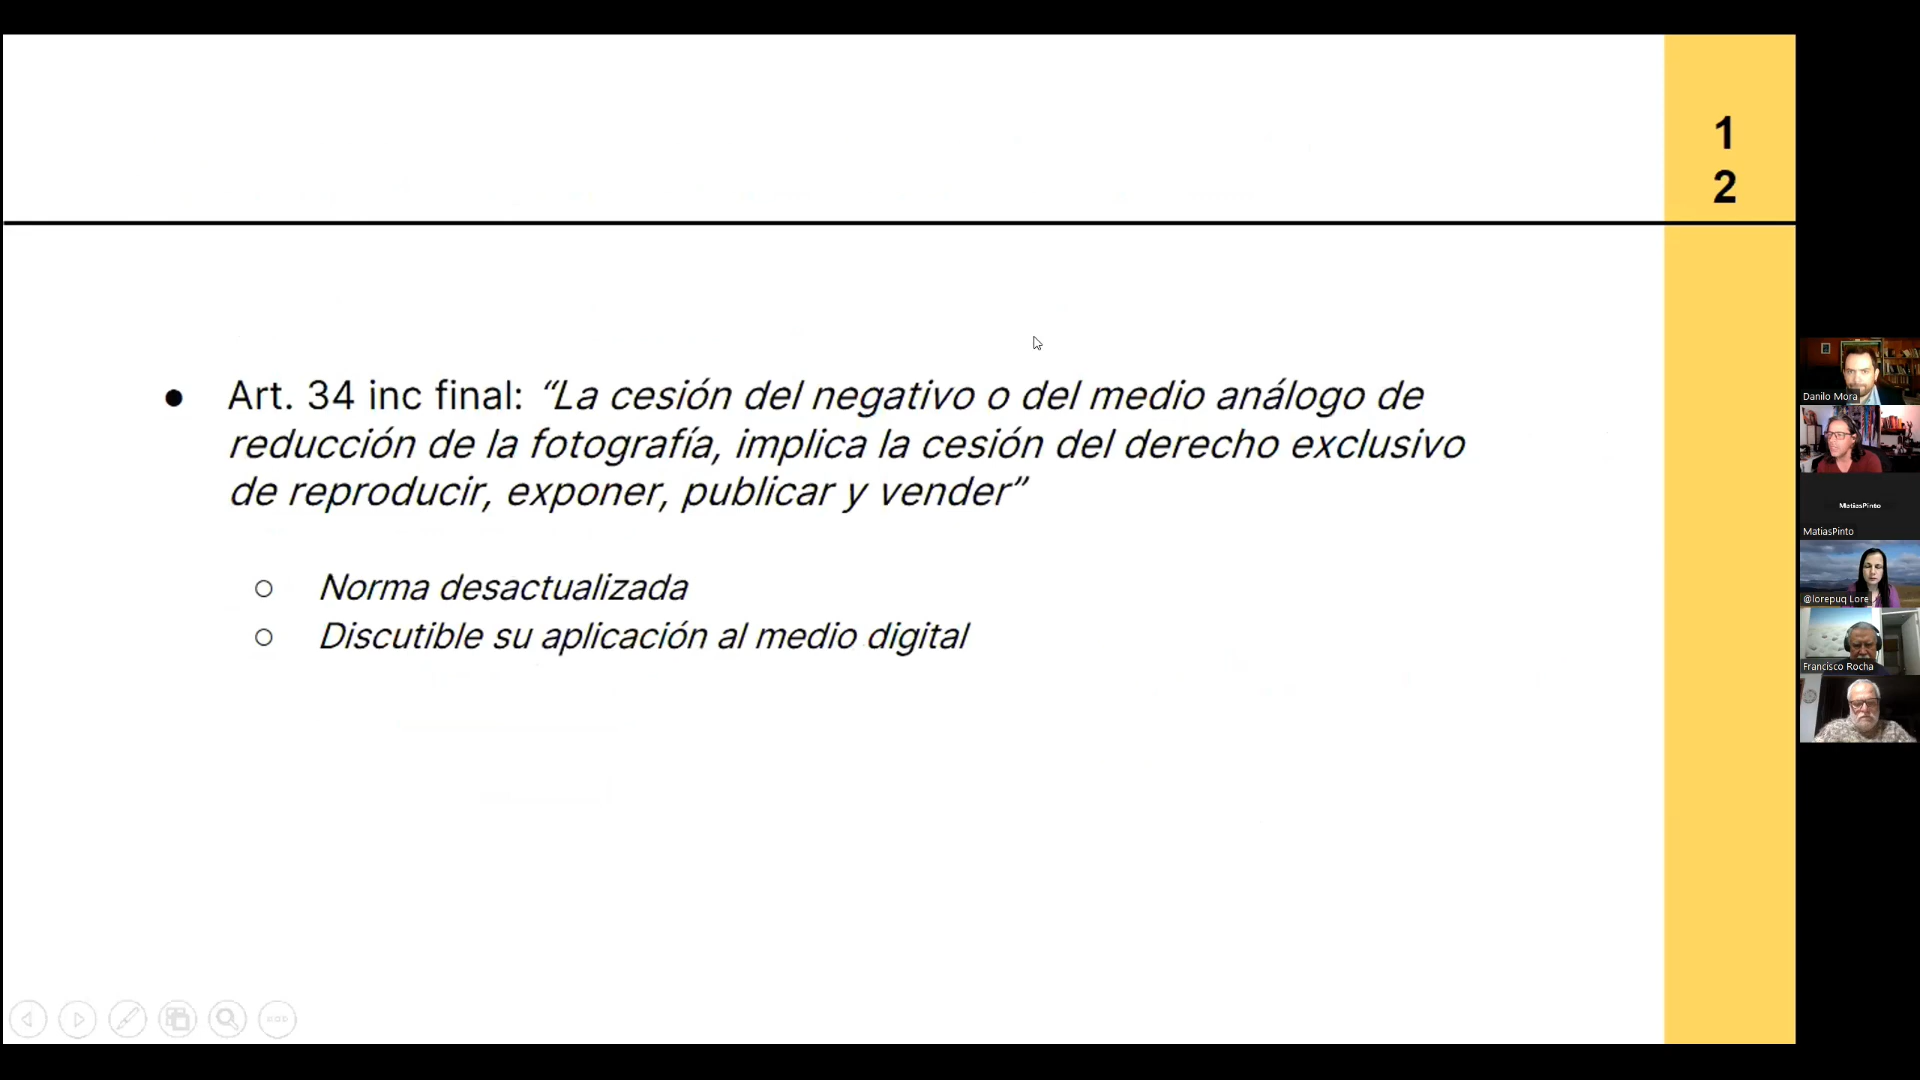 1
2
● Art. 34 inc final: “La cesión del negativo o del medio análogo de
reducción de la fotografía, implica la cesión del derecho exclusivo
de reproducir, exponer, publicar y vender”
○ Norma desactualizada
○ Discutible su aplicación al medio digital
Danilo Mora
MatiasPinto
MatiasPinto
@lorepuq Lore
Francisco Rocha